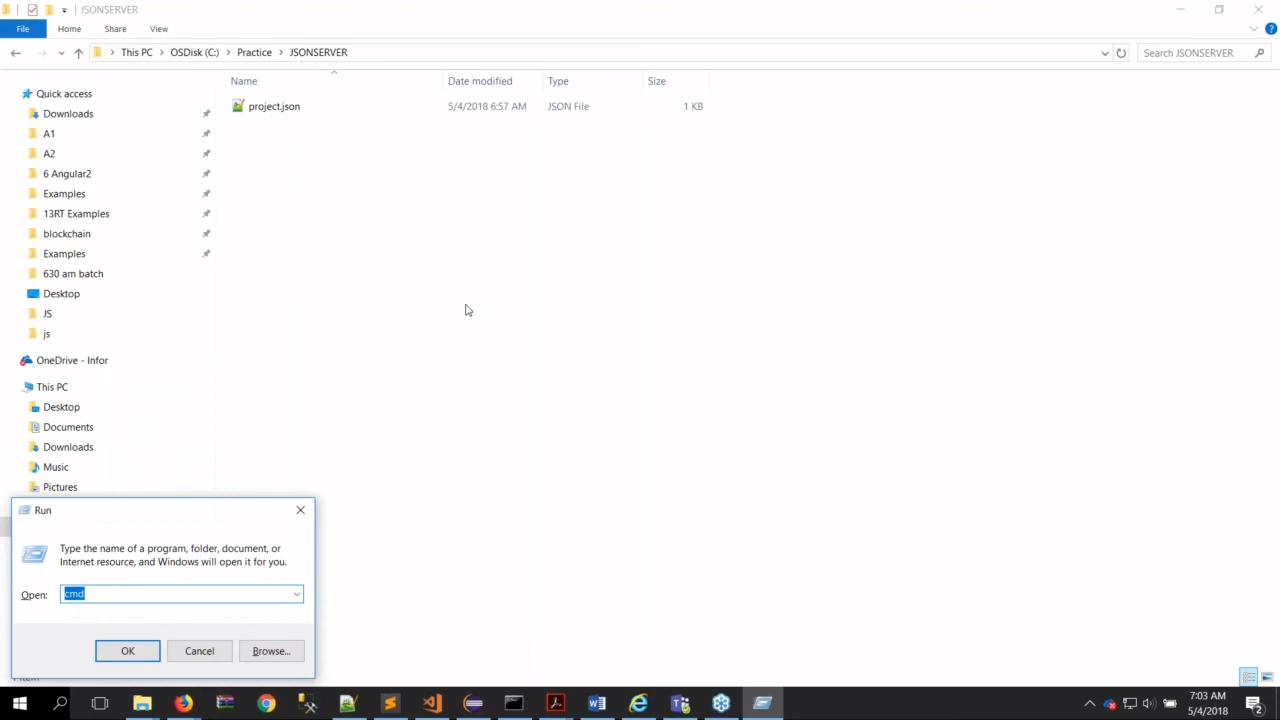 JSONSERVER
File Home Share View
This PC OSDisk (C:) Practice JSONSERVER Search JSONSERVER
Name Date modified Type Size
project.json 5/4/2018 6:57 AM JSON File 1 KB
Quick access
Downloads
A1
A2
6 Angular2
Examples
13RT Examples
blockchain
Examples
630 am batch
Desktop
JS
js
OneDrive - Infor
This PC
Desktop
Documents
Downloads
Music
Pictures
Run
Type the name of a program, folder, document, or
Internet resource, and Windows will open it for you.
Open: cmd
OK Cancel Browse...
7:03 AM
5/4/2018
2